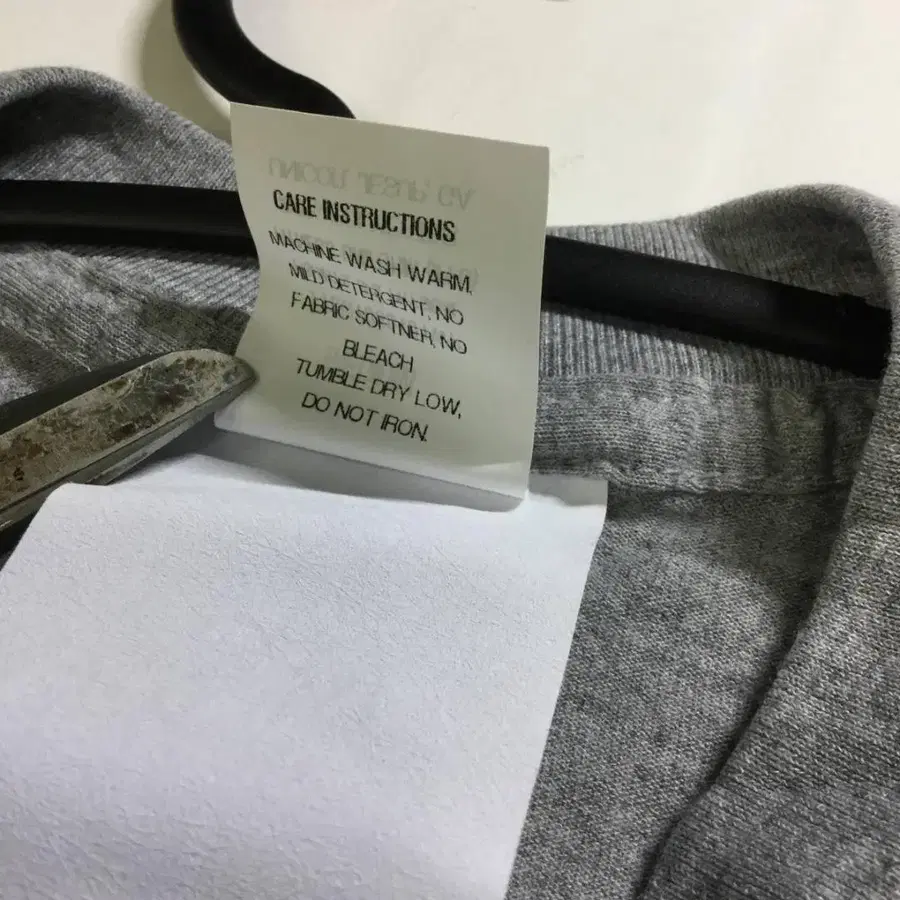 CARE INSTRUCTIONS
MACHINE WASH WARM,
MILD DETERGENT, NO
FABRIC SOFTNER, NO
BLEACH
TUMBLE DRY LOW,
DO NOT IRON.